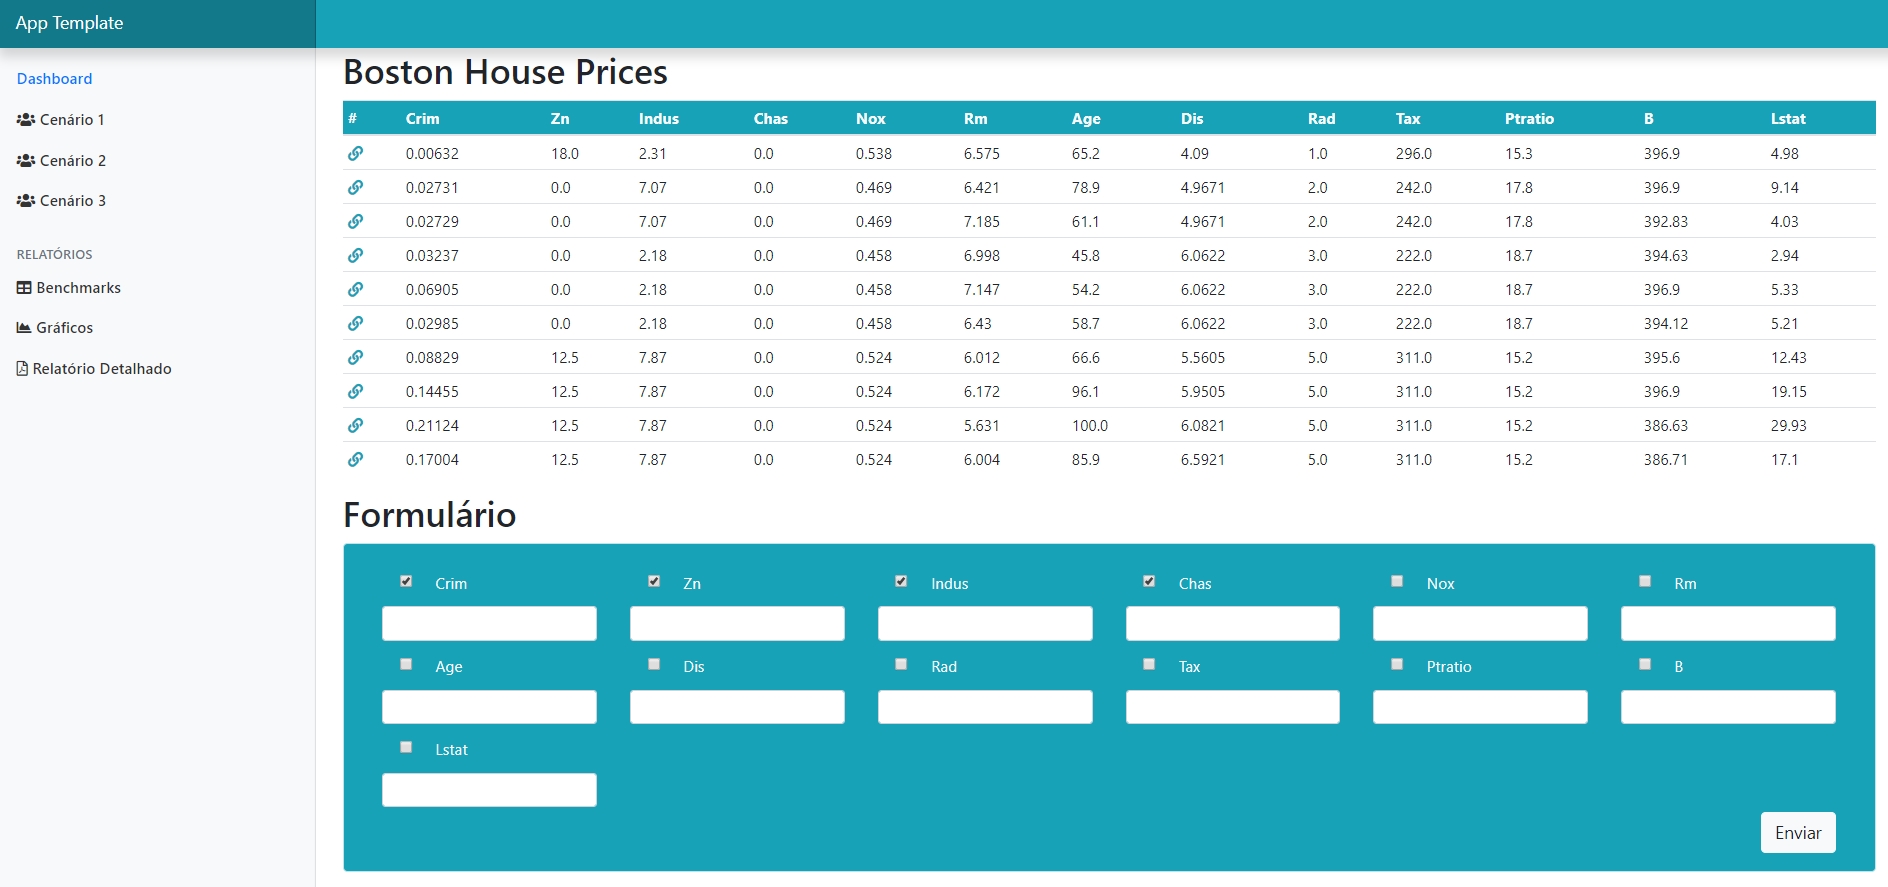 App Template
Dashboard
Cenário 1
Cenário 2
Cenário 3
RELATÓRIOS
Benchmarks
Gráficos
Relatório Detalhado
Boston House Prices
# Crim Zn Indus Chas Nox Rm Age Dis Rad Tax Ptratio B Lstat
0.00632 18.0 2.31 0.0 0.538 6.575 65.2 4.09 1.0 296.0 15.3 396.9 4.98
0.02731 0.0 7.07 0.0 0.469 6.421 78.9 4.9671 2.0 242.0 17.8 396.9 9.14
0.02729 0.0 7.07 0.0 0.469 7.185 61.1 4.9671 2.0 242.0 17.8 392.83 4.03
0.03237 0.0 2.18 0.0 0.458 6.998 45.8 6.0622 3.0 222.0 18.7 394.63 2.94
0.06905 0.0 2.18 0.0 0.458 7.147 54.2 6.0622 3.0 222.0 18.7 396.9 5.33
0.02985 0.0 2.18 0.0 0.458 6.43 58.7 6.0622 3.0 222.0 18.7 394.12 5.21
0.08829 12.5 7.87 0.0 0.524 6.012 66.6 5.5605 5.0 311.0 15.2 395.6 12.43
0.14455 12.5 7.87 0.0 0.524 6.172 96.1 5.9505 5.0 311.0 15.2 396.9 19.15
0.21124 12.5 7.87 0.0 0.524 5.631 100.0 6.0821 5.0 311.0 15.2 386.63 29.93
0.17004 12.5 7.87 0.0 0.524 6.004 85.9 6.5921 5.0 311.0 15.2 386.71 17.1
Formulário
Crim Zn Indus Chas Nox Rm
Age Dis Rad Tax Ptratio B
Lstat
Enviar